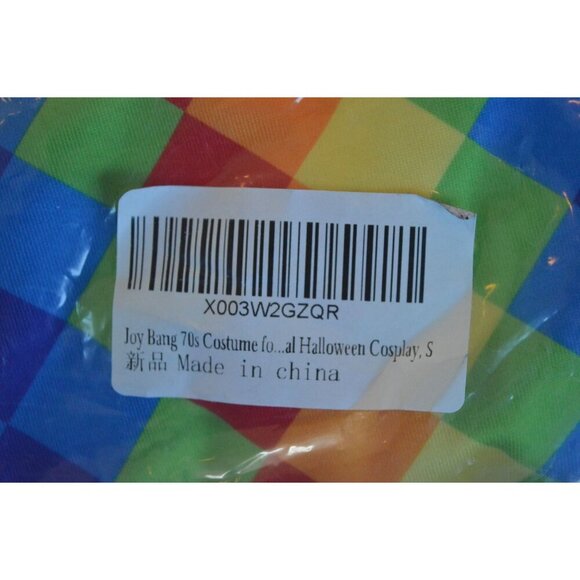 X003W2GZQR
Joy Bang 70s Costume fo...al Halloween Cosplay, S
新品 Made in china